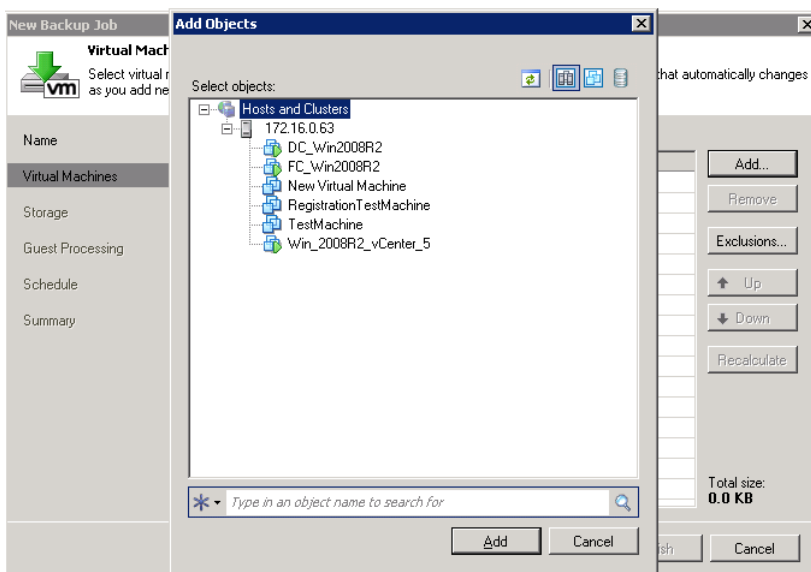 New Backup Job
Add Objects
Virtual Mach
Select virtual
as you add ne
that automatically changes
vm
Select objects:
Name
Virtual Machines
Storage
Guest Processing
Schedule
Summary
Hosts and Clusters
172.16.0.63
DC_Win2008R2
FC_Win2008R2
New Virtual Machine
RegistrationTestMachine
TestMachine
Win_2008R2_vCenter_5
Type in an object name to search for
Add
Cancel
Add...
Remove
Exclusions...
Up
Down
Recalculate
Total size:
0.0 KB
ish
Cancel